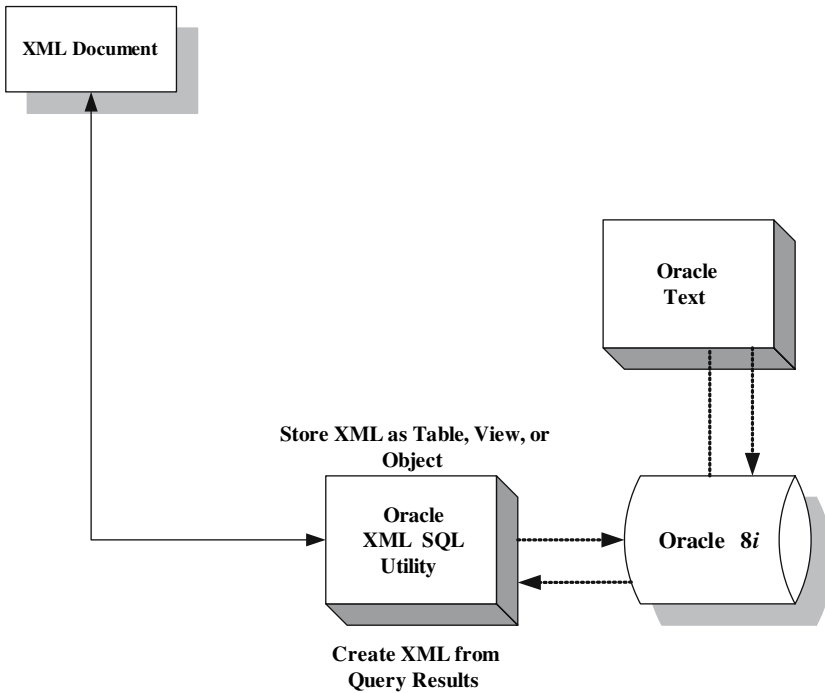 XML Document
Oracle
Text
Store XML as Table, View, or
Object
Oracle
XML SQL
Utility
Oracle 8i
Create XML from
Query Results